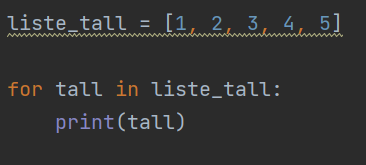 liste_tall = [1, 2, 3, 4, 5]
for tall in liste_tall:
    print(tall)